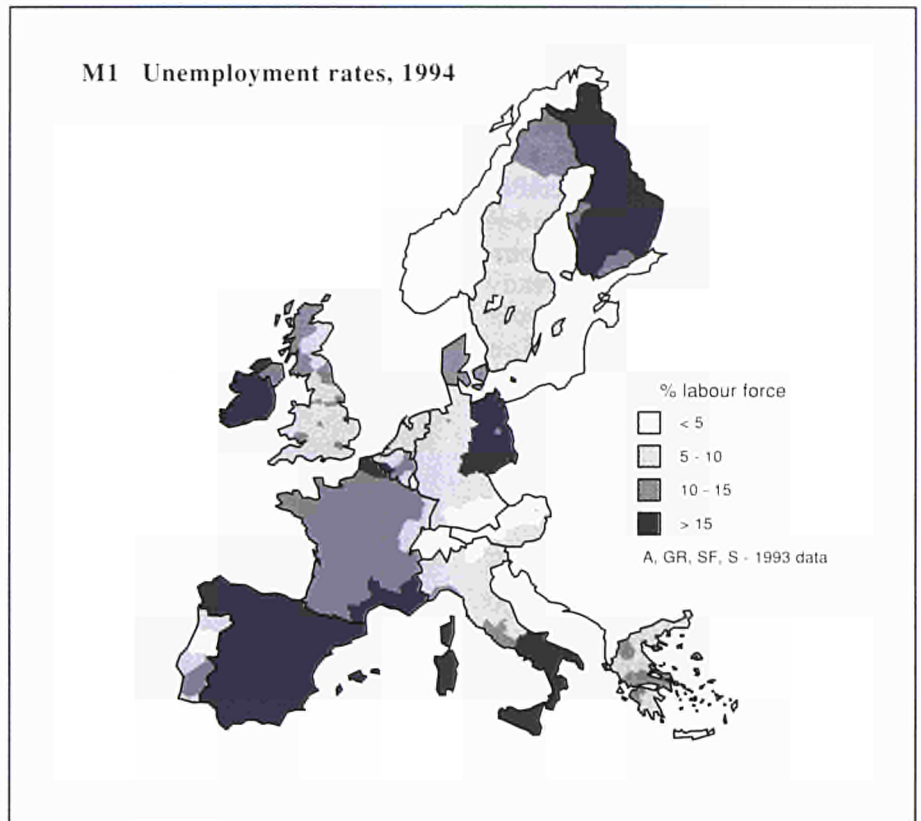 M1 Unemployment rates, 1994
% labour force
< 5
5 - 10
10 - 15
> 15
A, GR, SF, S - 1993 data